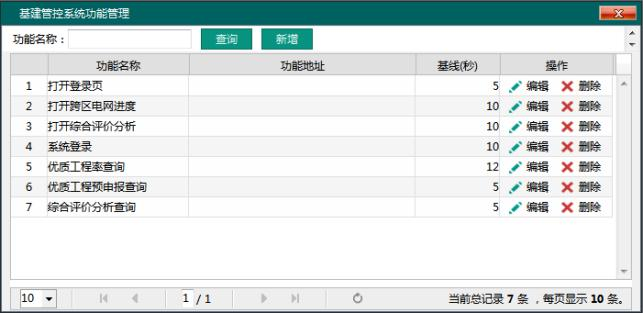 基建管控系统功能管理
功能名称： 查询 新增
功能名称 功能地址 基线(秒) 操作
1 打开登录页 5 编辑 删除
2 打开跨区电网进度 10 编辑 删除
3 打开综合评价分析 10 编辑 删除
4 系统登录 10 编辑 删除
5 优质工程率查询 12 编辑 删除
6 优质工程预申报查询 5 编辑 删除
7 综合评价分析查询 5 编辑 删除
10 1 / 1 当前总记录 7 条 ，每页显示 10 条。